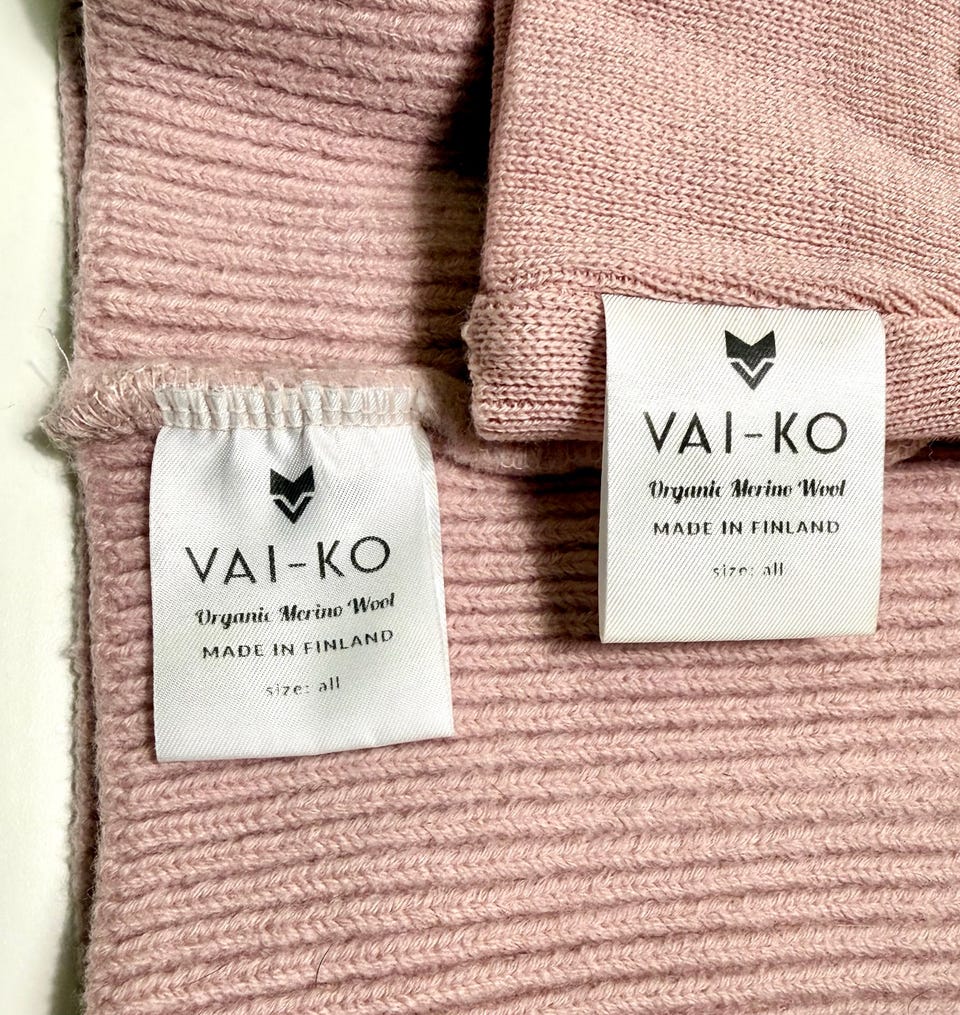 VAI-KO
Organic Merino Wool
MADE IN FINLAND
size: all
VAI-KO
Organic Merino Wool
MADE IN FINLAND
size: all